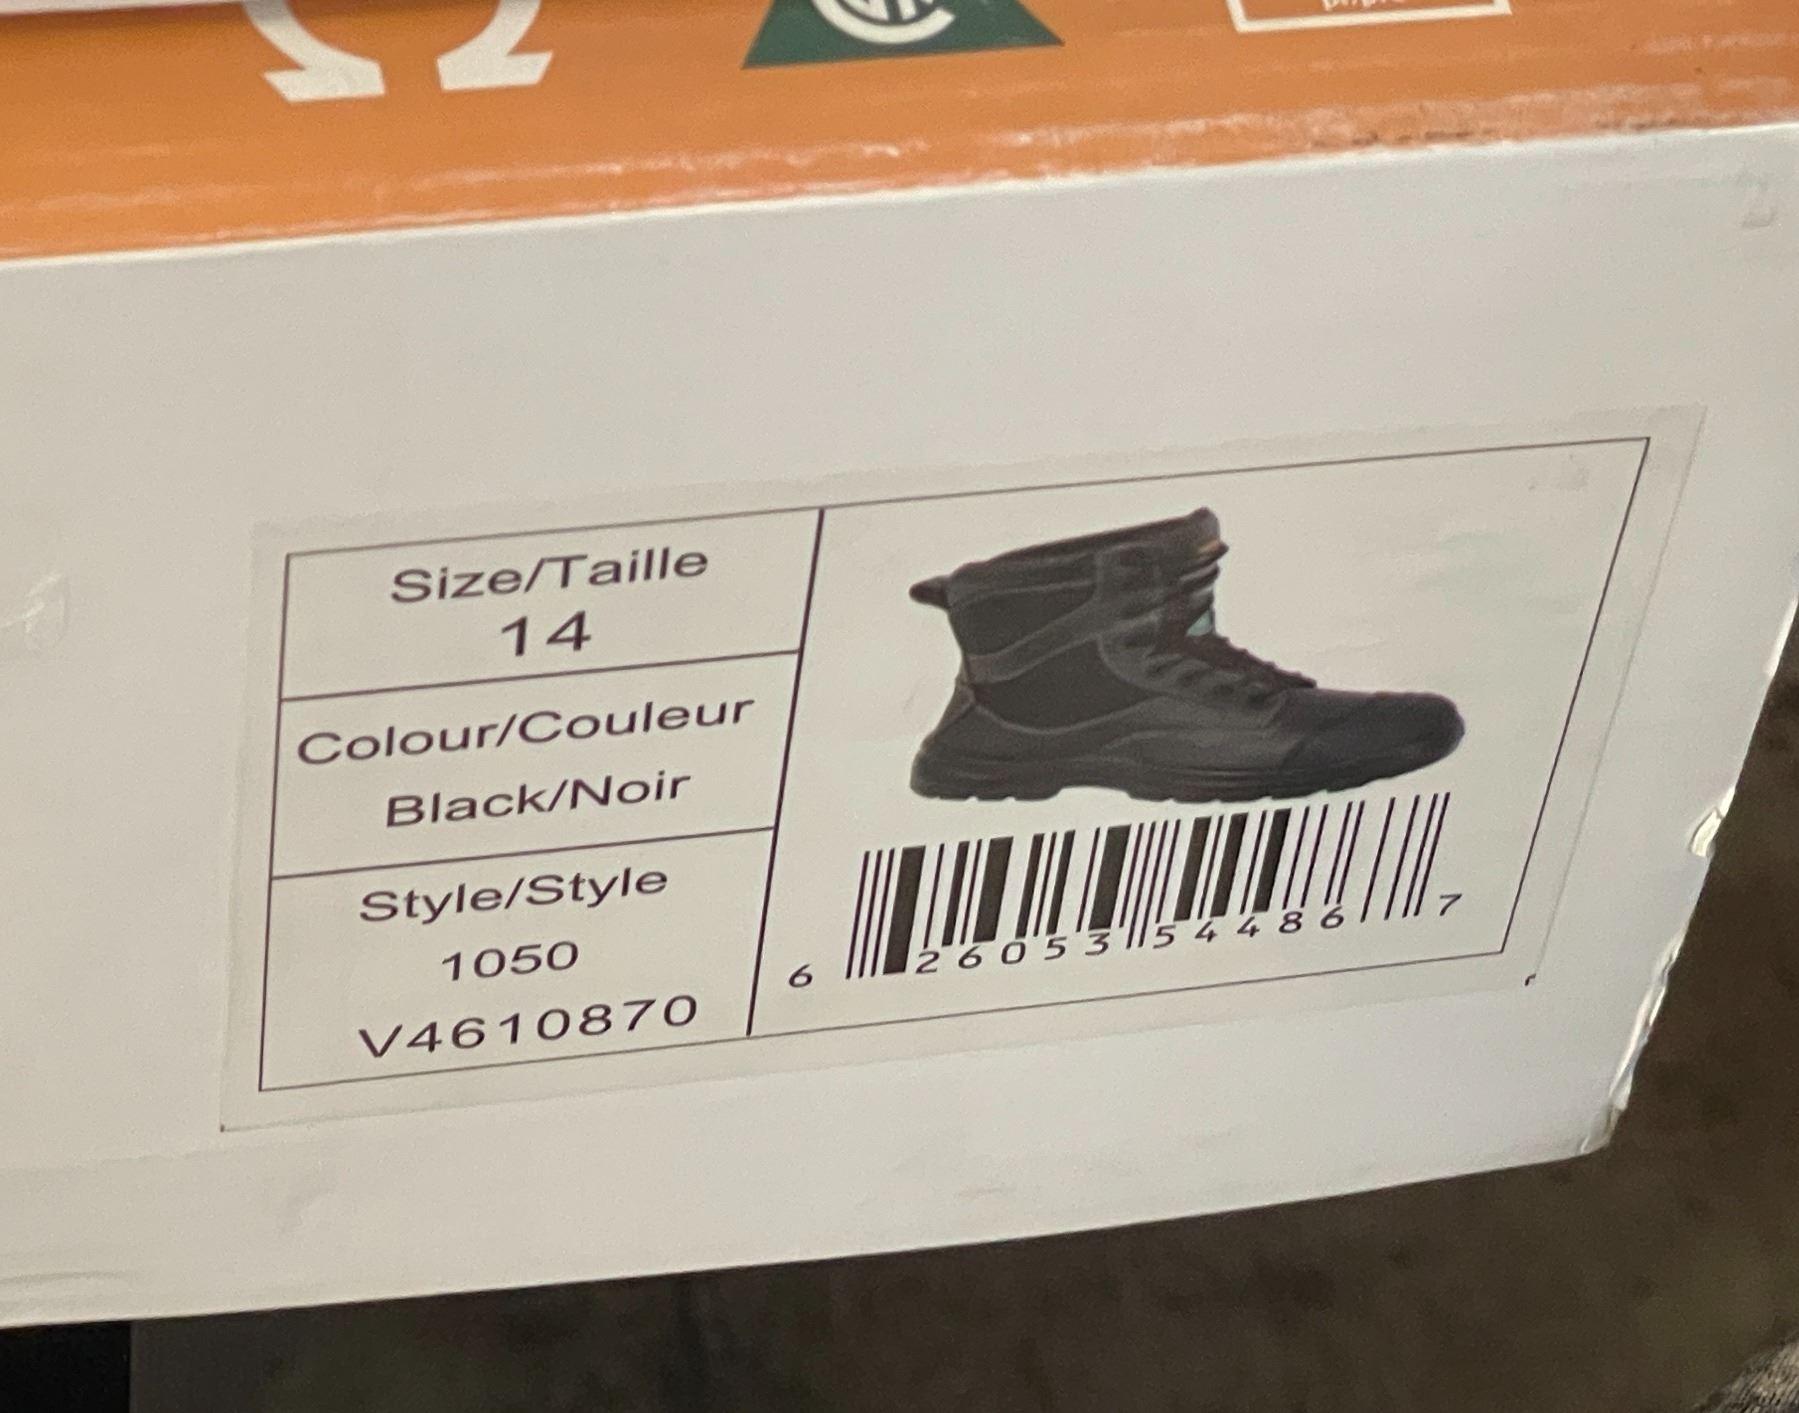 Ω
Size/Taille
14
Colour/Couleur
Black/Noir
Style/Style
1050
V4610870
6 26053 54486 7